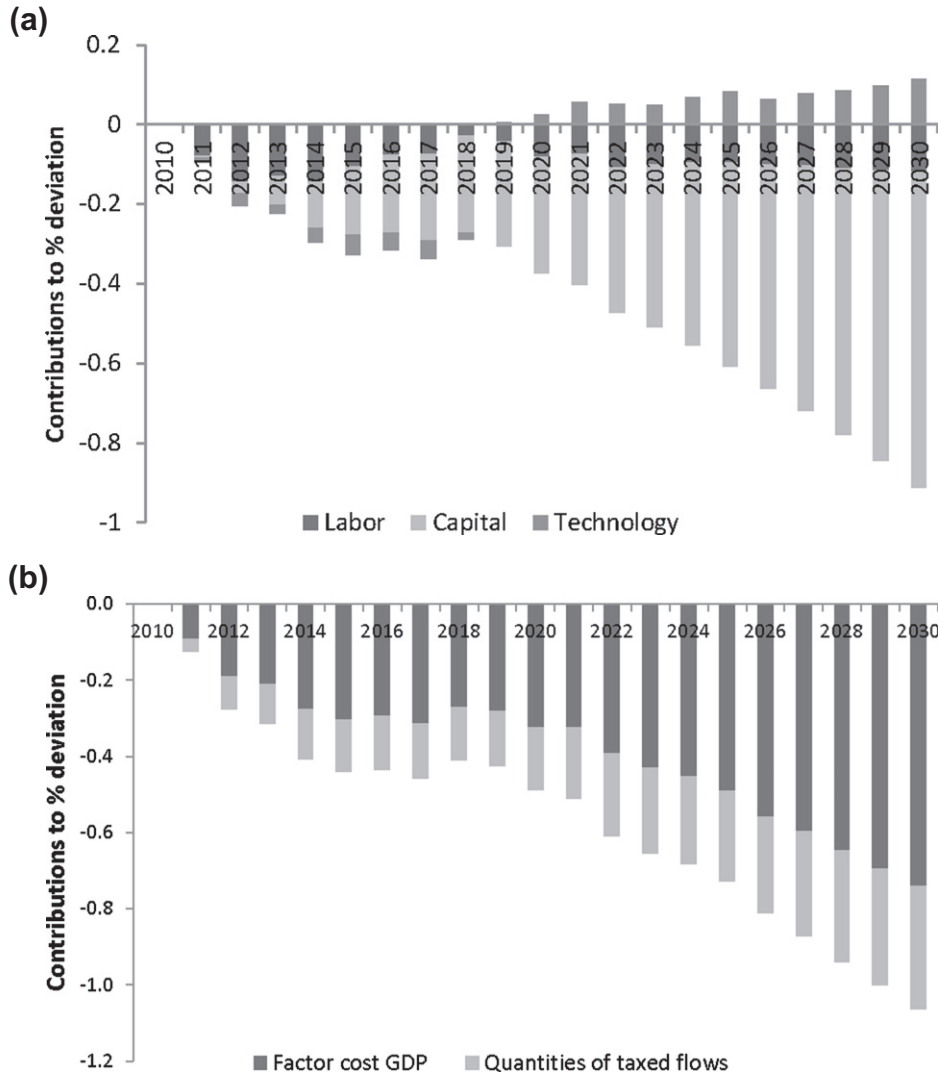 (a)
Contributions to % deviation
0.2
0
-0.2
-0.4
-0.6
-0.8
-1
2010 2011 2012 2013 2014 2015 2016 2017 2018 2019 2020 2021 2022 2023 2024 2025 2026 2027 2028 2029 2030
Labor Capital Technology
(b)
Contributions to % deviation
0.0
-0.2
-0.4
-0.6
-0.8
-1.0
-1.2
2010 2012 2014 2016 2018 2020 2022 2024 2026 2028 2030
Factor cost GDP Quantities of taxed flows